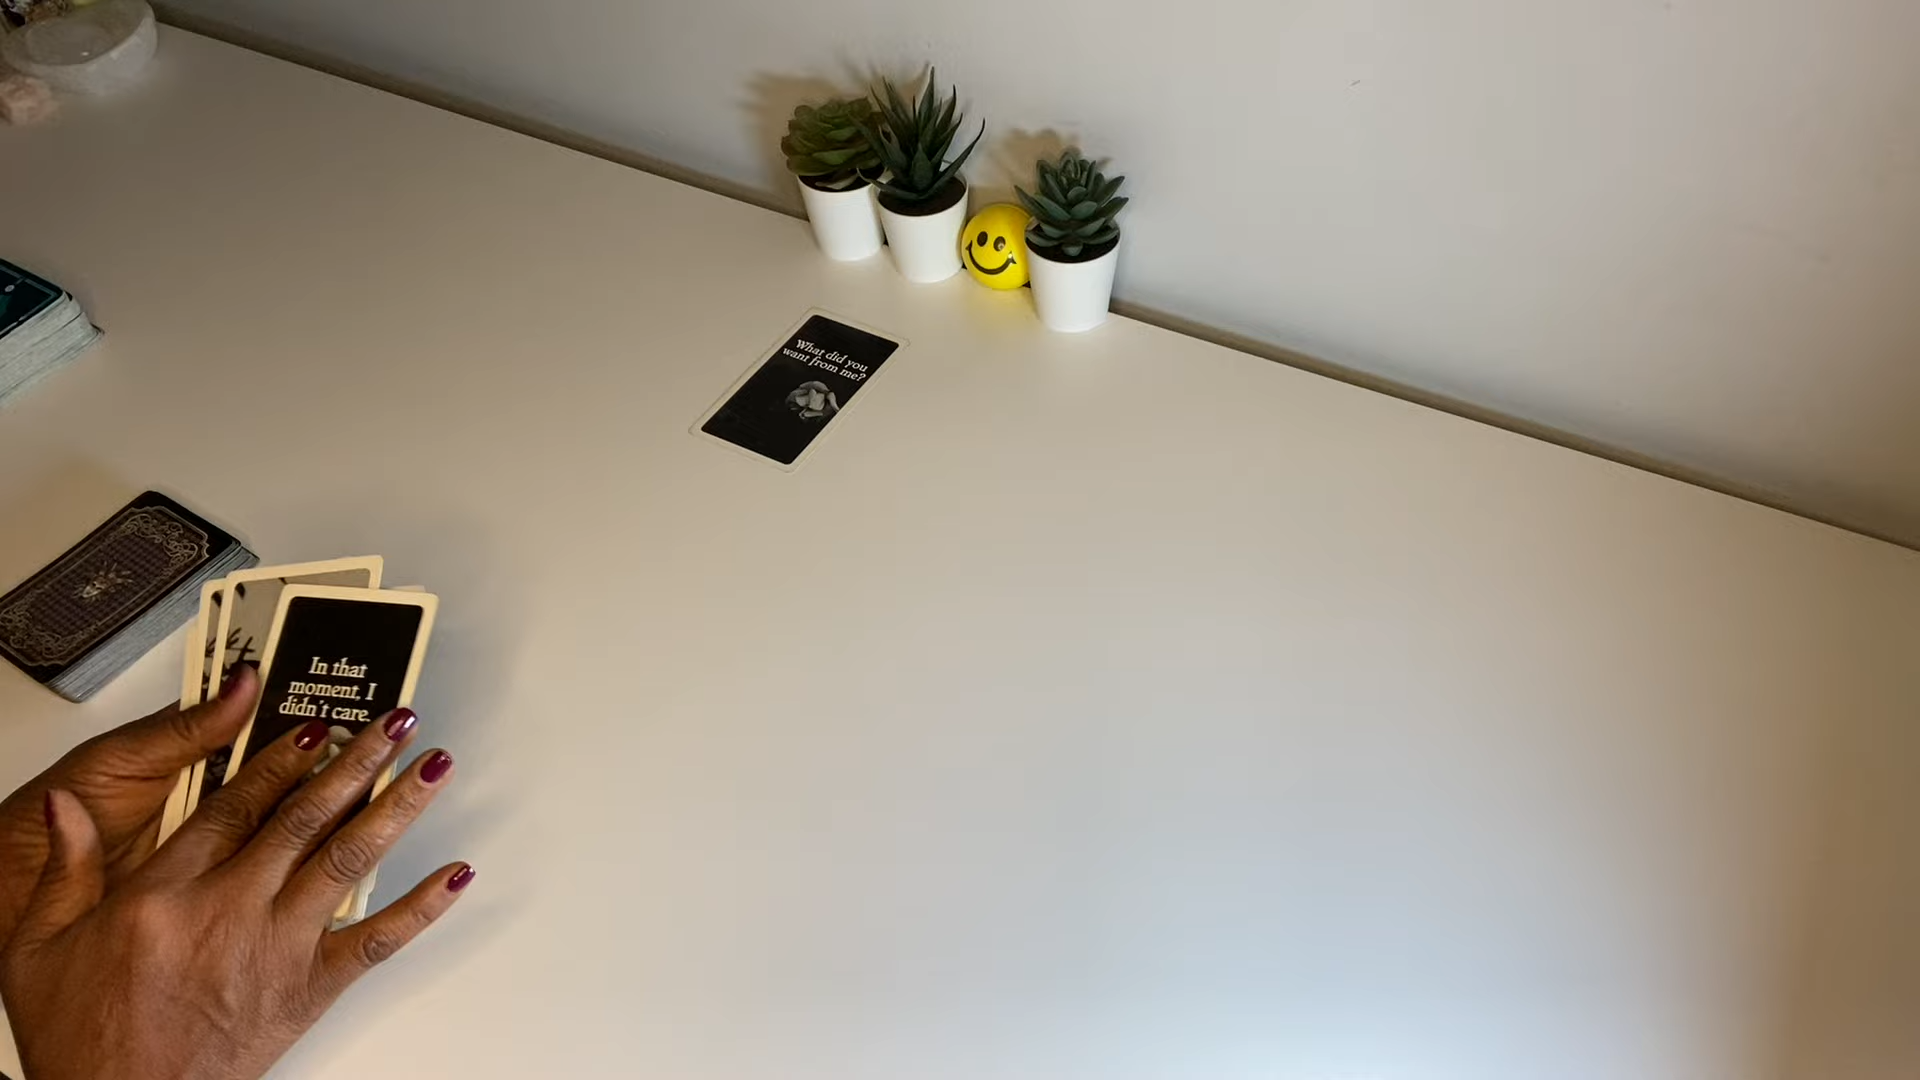 What did you
want from me?
In that
moment, I
didn't care.